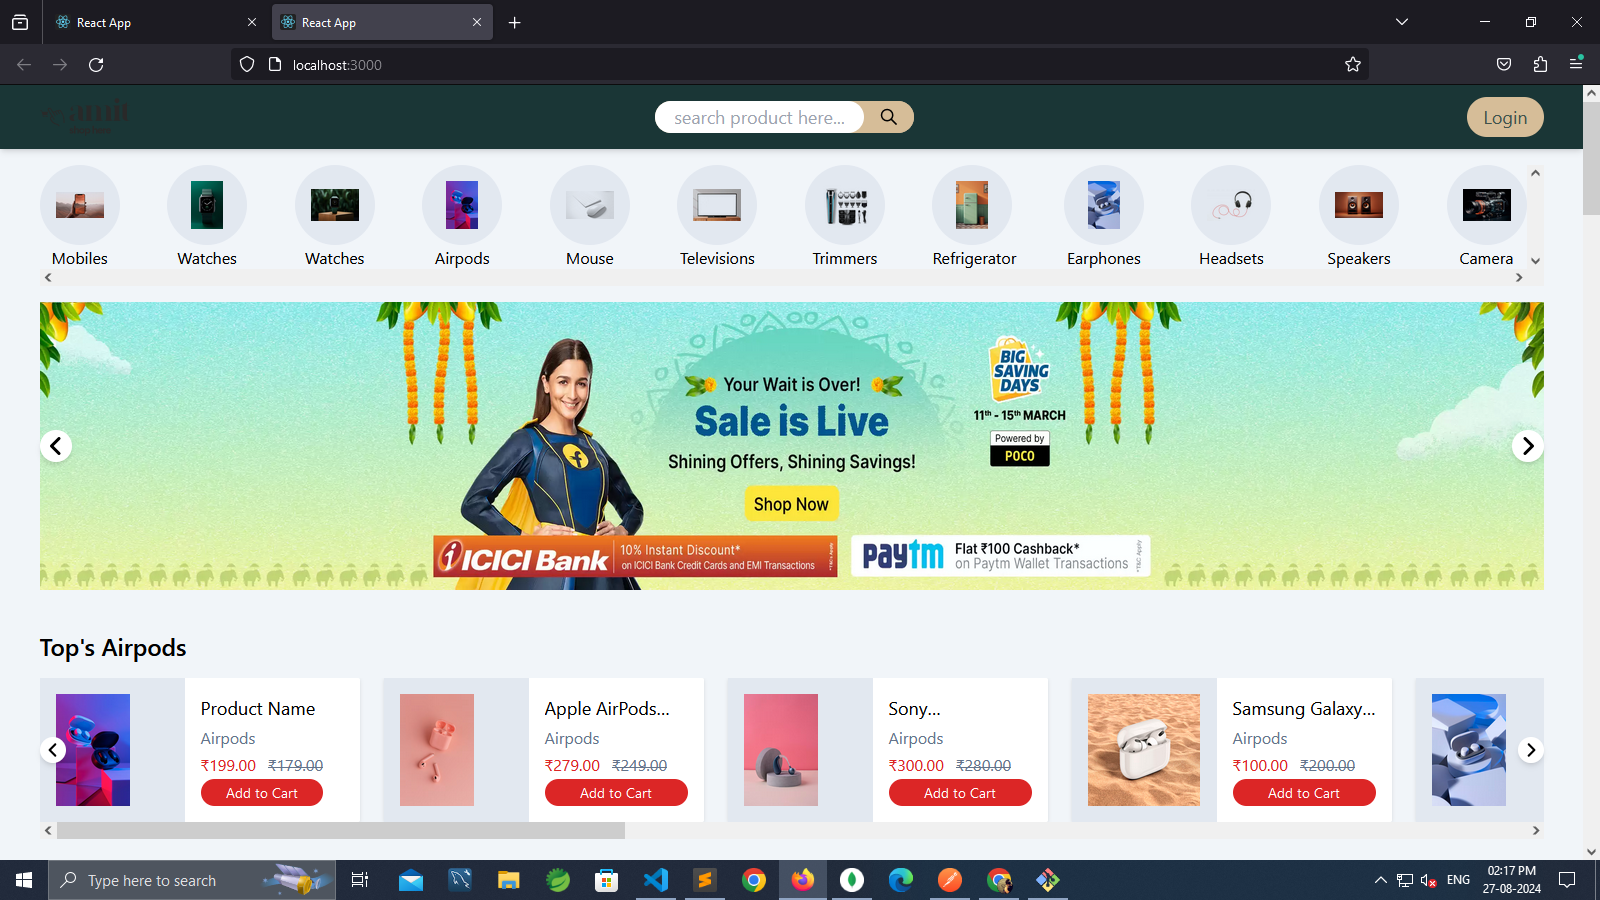 React App
React App
localhost:3000
search product here...
Login
Mobiles
Watches
Watches
Airpods
Mouse
Televisions
Trimmers
Refrigerator
Earphones
Headsets
Speakers
Camera
Your Wait is Over!
Sale is Live
Shining Offers, Shining Savings!
Shop Now
BIG
SAVING
DAYS
11th - 15th MARCH
Powered by
POCO
ICICI Bank
10% Instant Discount*
on ICICI Bank Credit Cards and EMI Transactions
*T&C Apply
paytm
Flat ₹100 Cashback*
on Paytm Wallet Transactions
*T&C Apply
Top's Airpods
Product Name
Airpods
₹199.00 ₹179.00
Add to Cart
Apple AirPods...
Airpods
₹279.00 ₹249.00
Add to Cart
Sony...
Airpods
₹300.00 ₹280.00
Add to Cart
Samsung Galaxy...
Airpods
₹100.00 ₹200.00
Add to Cart
Type here to search
ENG
02:17 PM
27-08-2024